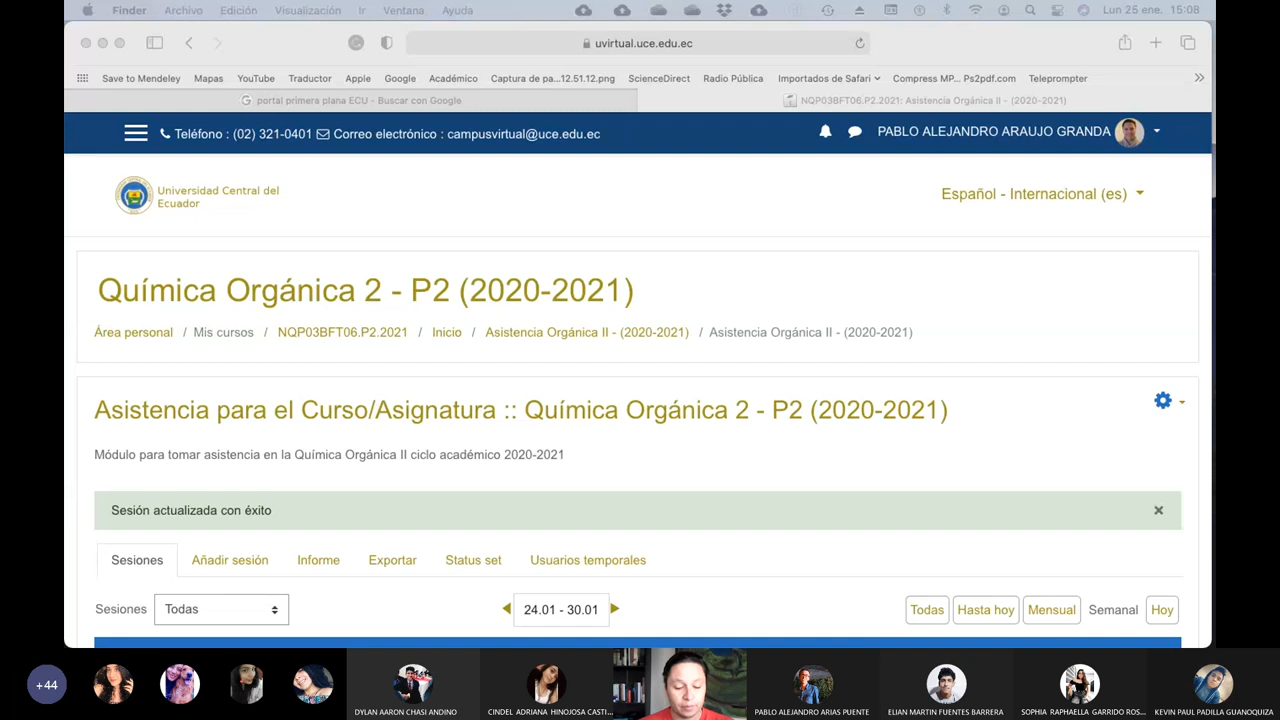 Finder Archivo Edición Visualización Ir Ventana Ayuda Lun 25 ene. 15:08
uvirtual.uce.edu.ec
Save to Mendeley Mapas YouTube Traductor Apple Google Académico Captura de pa...12.51.12.png ScienceDirect Radio Pública Importados de Safari Compress MP... Ps2pdf.com Teleprompter
portal primera plana ECU - Buscar con Google NQP03BFT06.P2.2021: Asistencia Orgánica II - (2020-2021)
Teléfono : (02) 321-0401 Correo electrónico : campusvirtual@uce.edu.ec PABLO ALEJANDRO ARAUJO GRANDA
Universidad Central del
Ecuador
Español - Internacional (es)
Química Orgánica 2 - P2 (2020-2021)
Área personal / Mis cursos / NQP03BFT06.P2.2021 / Inicio / Asistencia Orgánica II - (2020-2021) / Asistencia Orgánica II - (2020-2021)
Asistencia para el Curso/Asignatura :: Química Orgánica 2 - P2 (2020-2021)
Módulo para tomar asistencia en la Química Orgánica II ciclo académico 2020-2021
Sesión actualizada con éxito ×
Sesiones Añadir sesión Informe Exportar Status set Usuarios temporales
Sesiones Todas 24.01 - 30.01 Todas Hasta hoy Mensual Semanal Hoy
+44
DYLAN AARON CHASI ANDINO CINDEL ADRIANA HINOJOSA CASTI... PABLO ALEJANDRO ARIAS PUENTE ELIAN MARTIN FUENTES BARRERA SOPHIA RAPHAELLA GARRIDO ROS... KEVIN PAUL PADILLA GUANOQUIZA